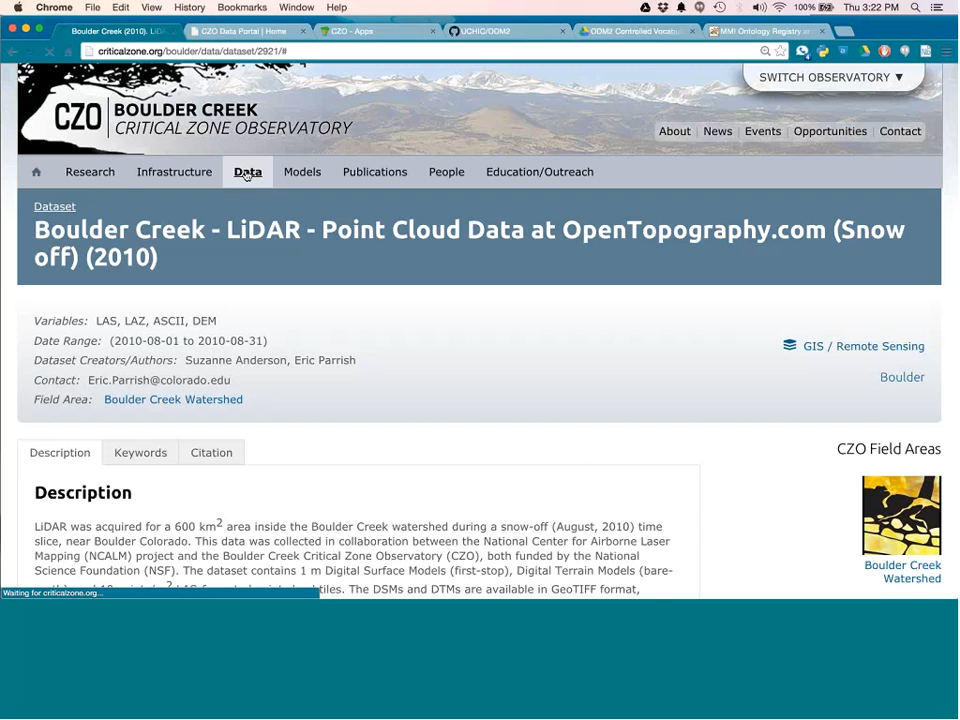 Chrome File Edit View History Bookmarks Window Help 100% Thu 3:22 PM
Boulder Creek (2010). LiD CZO Data Portal | Home CZO - Apps UCHIC/ODM2 ODM2 Controlled Vocabu MMI Ontology Registry an
criticalzone.org/boulder/data/dataset/2921/#
SWITCH OBSERVATORY ▼
CZO BOULDER CREEK
CRITICAL ZONE OBSERVATORY
About News Events Opportunities Contact
Research Infrastructure Data Models Publications People Education/Outreach
Dataset
Boulder Creek - LiDAR - Point Cloud Data at OpenTopography.com (Snow
off) (2010)
Variables: LAS, LAZ, ASCII, DEM
Date Range: (2010-08-01 to 2010-08-31)
Dataset Creators/Authors: Suzanne Anderson, Eric Parrish
Contact: Eric.Parrish@colorado.edu
Field Area: Boulder Creek Watershed
GIS / Remote Sensing
Boulder
Description Keywords Citation
CZO Field Areas
Description
LiDAR was acquired for a 600 km2 area inside the Boulder Creek watershed during a snow-off (August, 2010) time
slice, near Boulder Colorado. This data was collected in collaboration between the National Center for Airborne Laser
Mapping (NCALM) project and the Boulder Creek Critical Zone Observatory (CZO), both funded by the National
Science Foundation (NSF). The dataset contains 1 m Digital Surface Models (first-stop), Digital Terrain Models (bare-
tiles. The DSMs and DTMs are available in GeoTIFF format,
Boulder Creek
Watershed
Waiting for criticalzone.org...